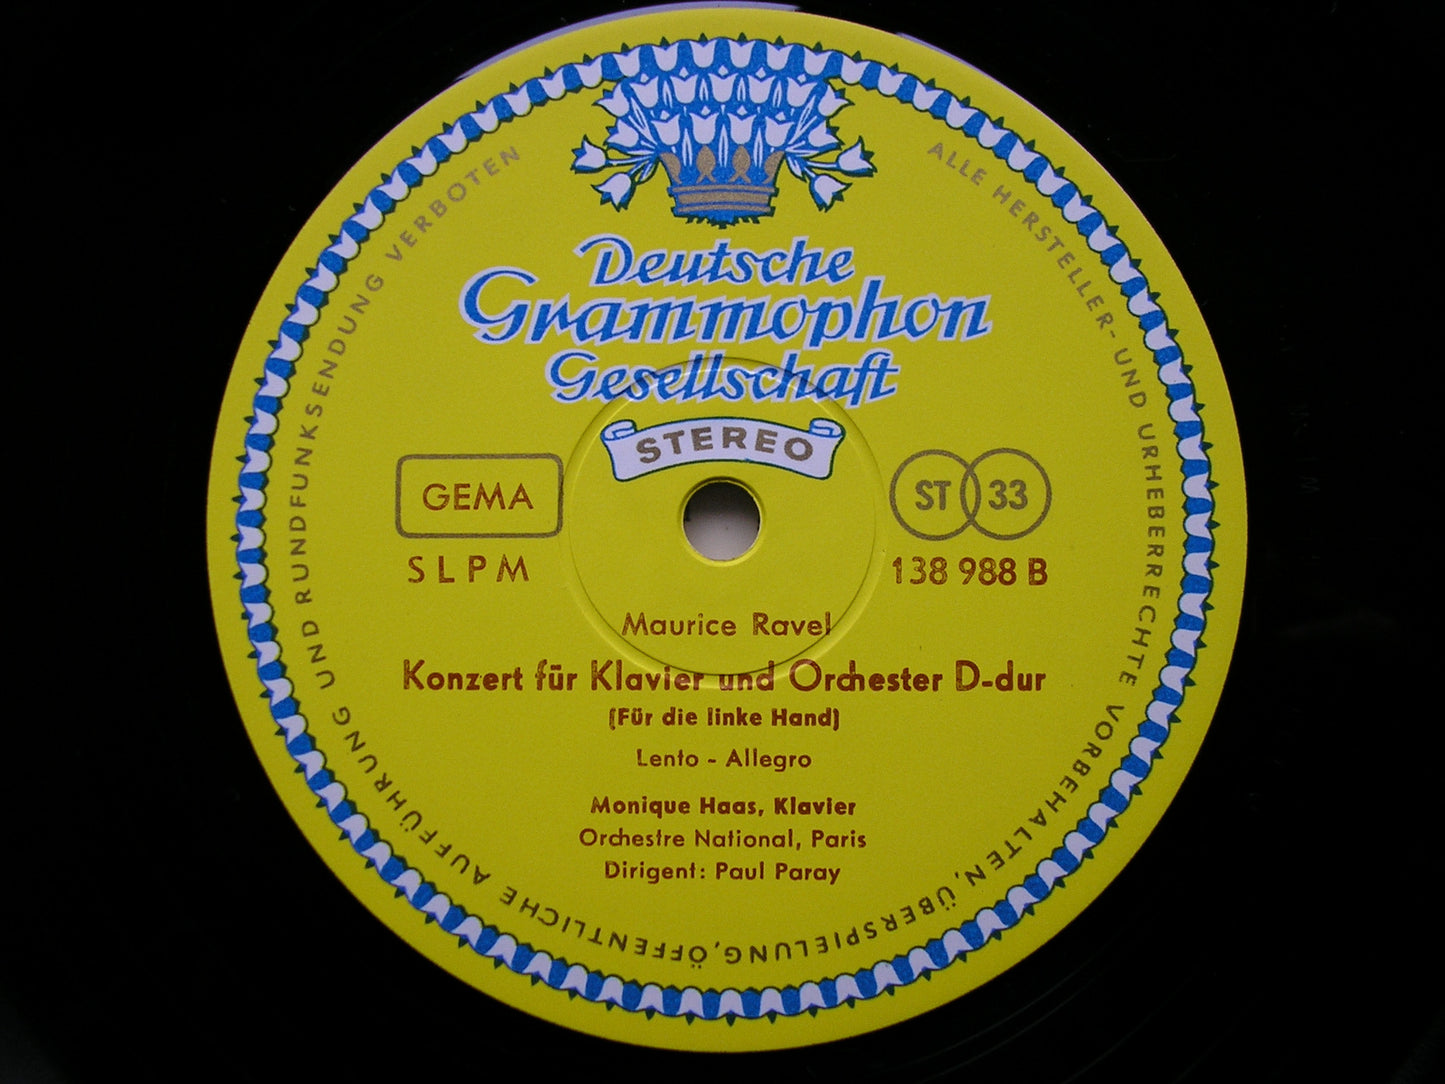 Deutsche
Grammophon
Gesellschaft
STEREO
GEMA
ST 33
SLPM
138 988 B
Maurice Ravel
Konzert für Klavier und Orchester D-dur
(Für die linke Hand)
Lento - Allegro
Monique Haas, Klavier
Orchestre National, Paris
Dirigent: Paul Paray
ALLE HERSTELLER- UND URHEBERRECHTE VORBEHALTEN, ÜBERSPIELUNG, ÖFFENTLICHE AUFFÜHRUNG UND RUNDFUNKSENDUNG VERBOTEN